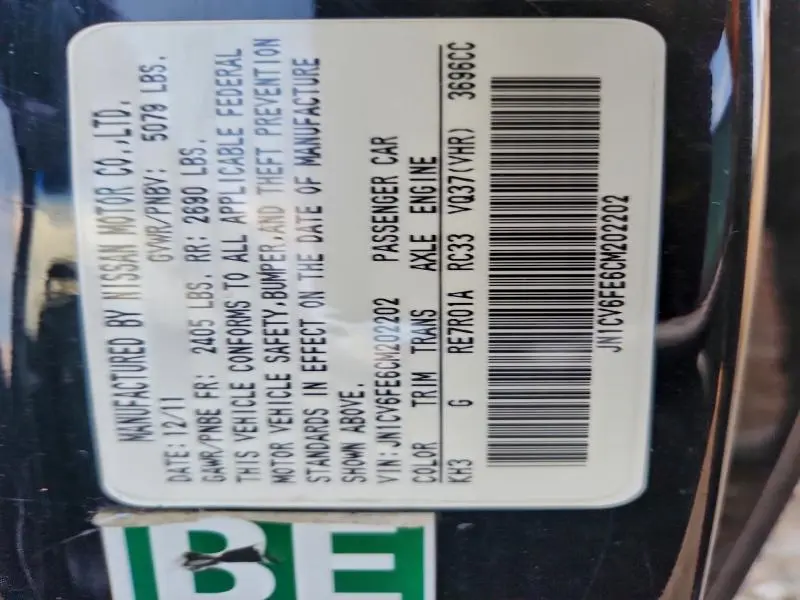 MANUFACTURED BY NISSAN MOTOR CO.,LTD.
DATE:12/11 GVWR/PNBV: 5079 LBS.
GAWR/PNBE FR: 2405 LBS. RR: 2690 LBS.
THIS VEHICLE CONFORMS TO ALL APPLICABLE FEDERAL
MOTOR VEHICLE SAFETY,BUMPER,AND THEFT PREVENTION
STANDARDS IN EFFECT ON THE DATE OF MANUFACTURE
SHOWN ABOVE.
VIN:JN1CV6FE6CM202202 PASSENGER CAR
COLOR TRIM TRANS AXLE ENGINE
KH3 G RE7R01A RC33 VQ37(VHR) 3696CC
JN1CV6FE6CM202202
BE